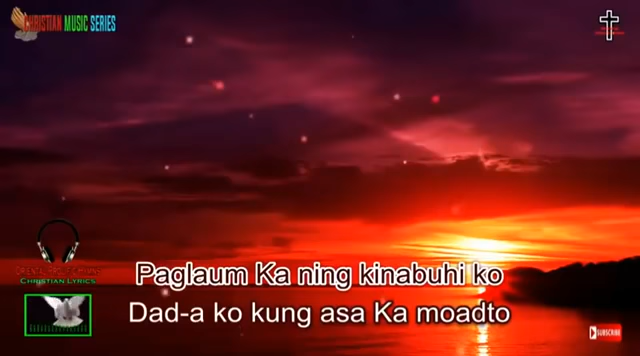 CHRISTIAN MUSIC SERIES
CHRISTIAN LYRICS
Paglaum Ka ning kinabuhi ko
Dad-a ko kung asa Ka moadto
SUBSCRIBE